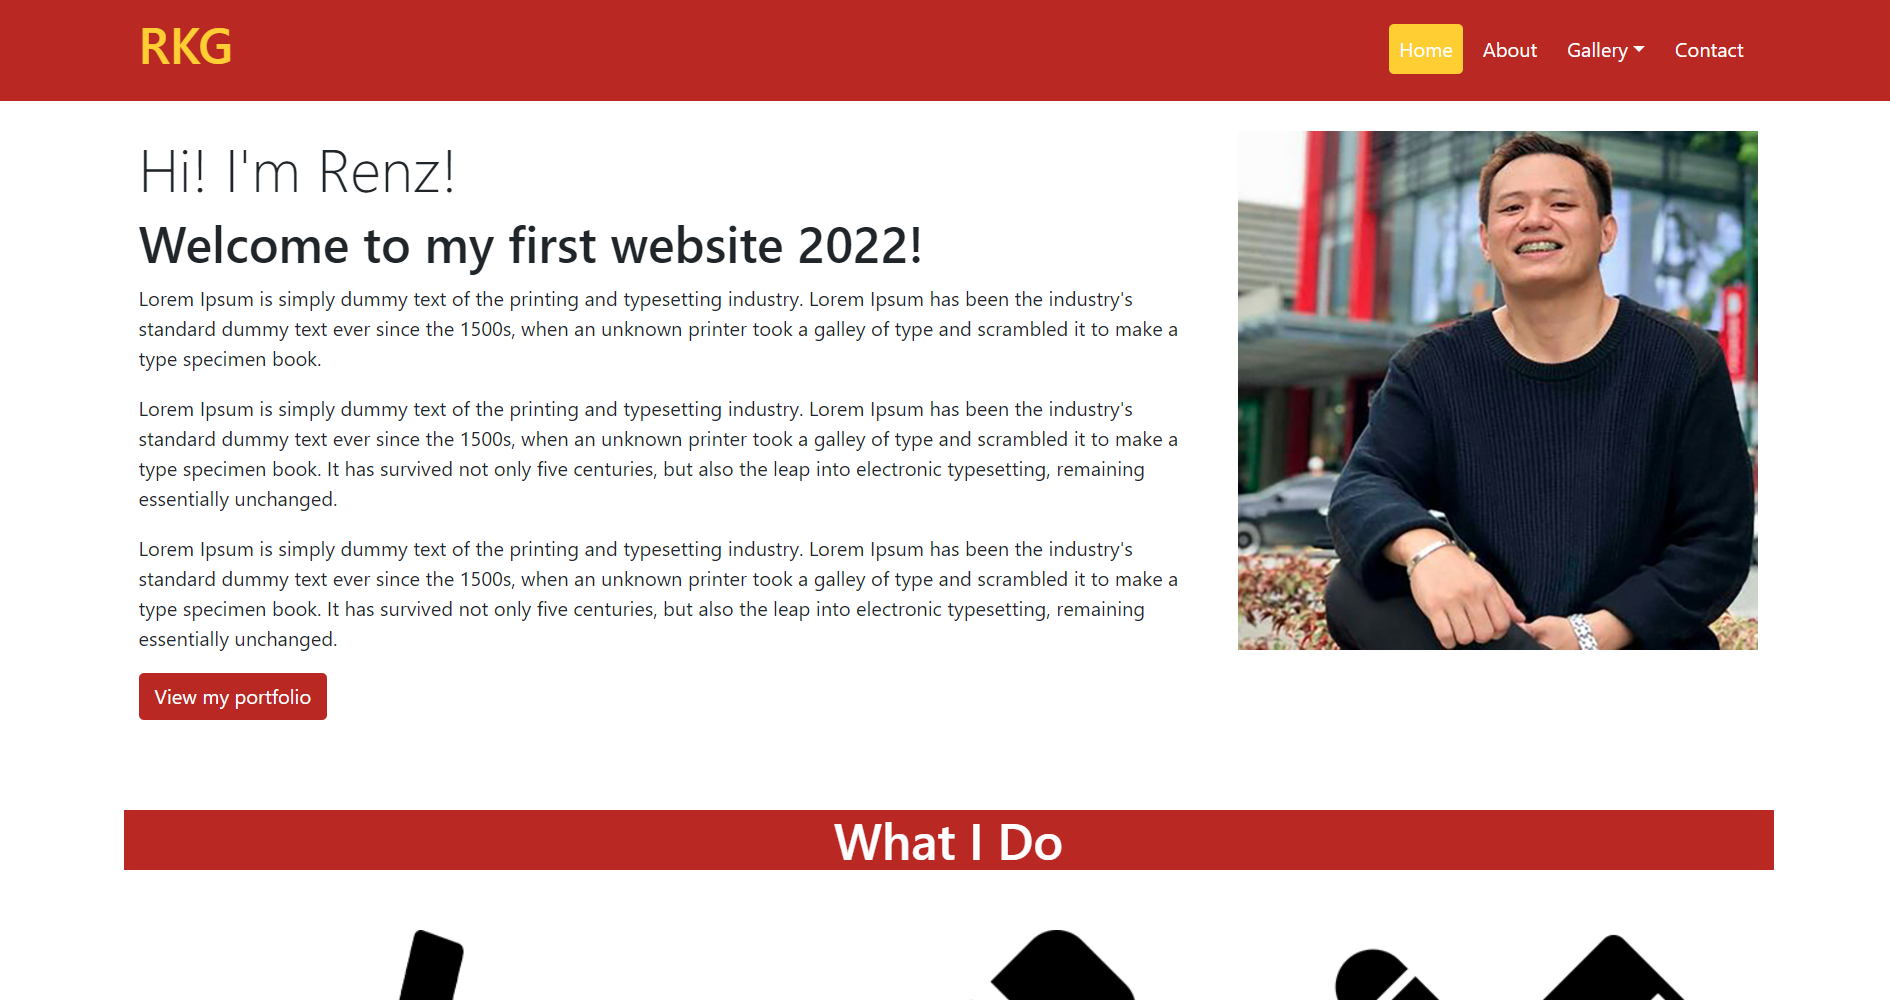 RKG
Home About Gallery Contact
Hi! I'm Renz!
Welcome to my first website 2022!
Lorem Ipsum is simply dummy text of the printing and typesetting industry. Lorem Ipsum has been the industry's
standard dummy text ever since the 1500s, when an unknown printer took a galley of type and scrambled it to make a
type specimen book.
Lorem Ipsum is simply dummy text of the printing and typesetting industry. Lorem Ipsum has been the industry's
standard dummy text ever since the 1500s, when an unknown printer took a galley of type and scrambled it to make a
type specimen book. It has survived not only five centuries, but also the leap into electronic typesetting, remaining
essentially unchanged.
Lorem Ipsum is simply dummy text of the printing and typesetting industry. Lorem Ipsum has been the industry's
standard dummy text ever since the 1500s, when an unknown printer took a galley of type and scrambled it to make a
type specimen book. It has survived not only five centuries, but also the leap into electronic typesetting, remaining
essentially unchanged.
View my portfolio
What I Do